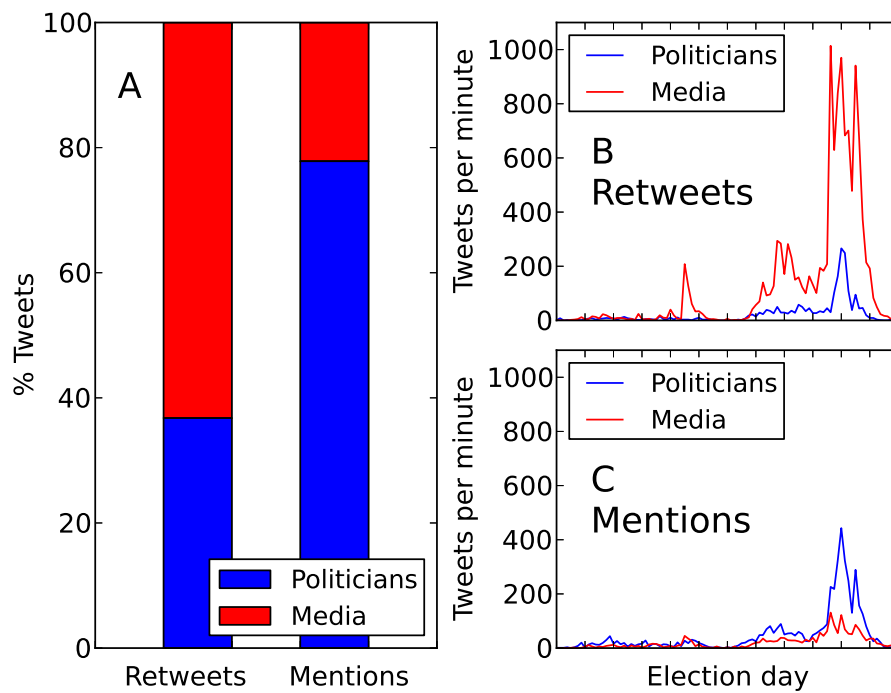 100
80
60
40
20
0
% Tweets
A
Politicians
Media
Retweets
Mentions
1000
800
600
400
200
0
Tweets per minute
Politicians
Media
B
Retweets
1000
800
600
400
200
0
Tweets per minute
Politicians
Media
C
Mentions
Election day